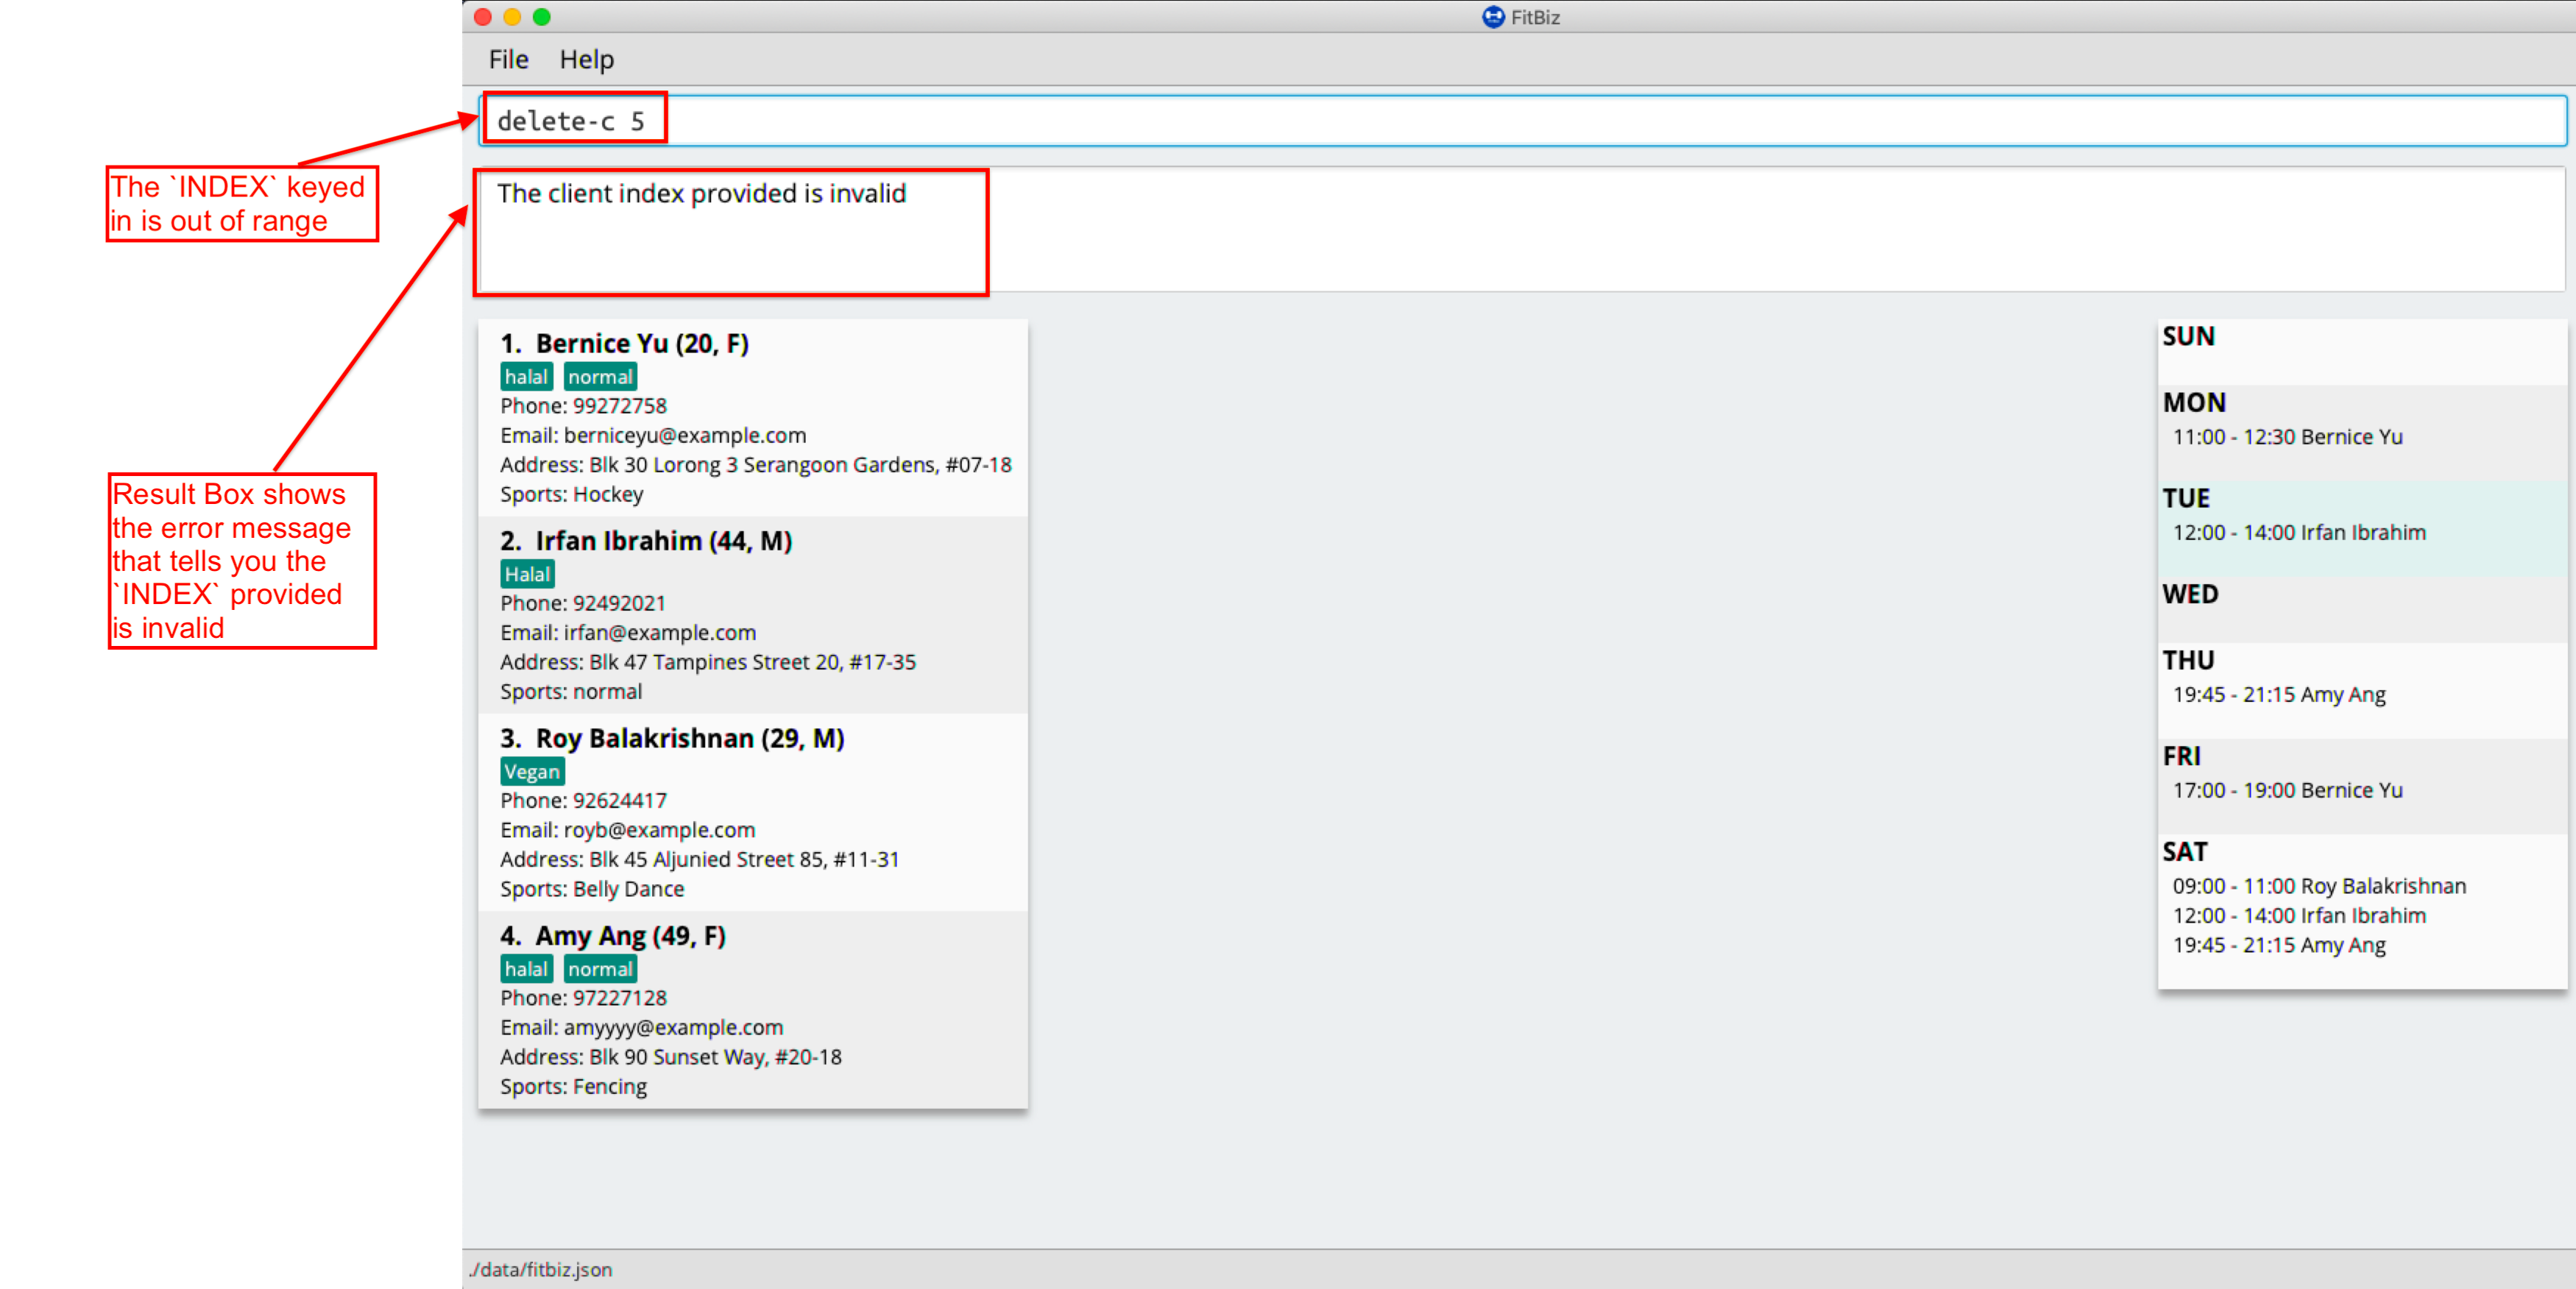 FitBiz
File Help
delete-c 5
The `INDEX` keyed
in is out of range
The client index provided is invalid
Result Box shows
the error message
that tells you the
`INDEX` provided
is invalid
1. Bernice Yu (20, F)
halal normal
Phone: 99272758
Email: berniceyu@example.com
Address: Blk 30 Lorong 3 Serangoon Gardens, #07-18
Sports: Hockey
2. Irfan Ibrahim (44, M)
Halal
Phone: 92492021
Email: irfan@example.com
Address: Blk 47 Tampines Street 20, #17-35
Sports: normal
3. Roy Balakrishnan (29, M)
Vegan
Phone: 92624417
Email: royb@example.com
Address: Blk 45 Aljunied Street 85, #11-31
Sports: Belly Dance
4. Amy Ang (49, F)
halal normal
Phone: 97227128
Email: amyyyy@example.com
Address: Blk 90 Sunset Way, #20-18
Sports: Fencing
SUN
MON
11:00 - 12:30 Bernice Yu
TUE
12:00 - 14:00 Irfan Ibrahim
WED
THU
19:45 - 21:15 Amy Ang
FRI
17:00 - 19:00 Bernice Yu
SAT
09:00 - 11:00 Roy Balakrishnan
12:00 - 14:00 Irfan Ibrahim
19:45 - 21:15 Amy Ang
./data/fitbiz.json